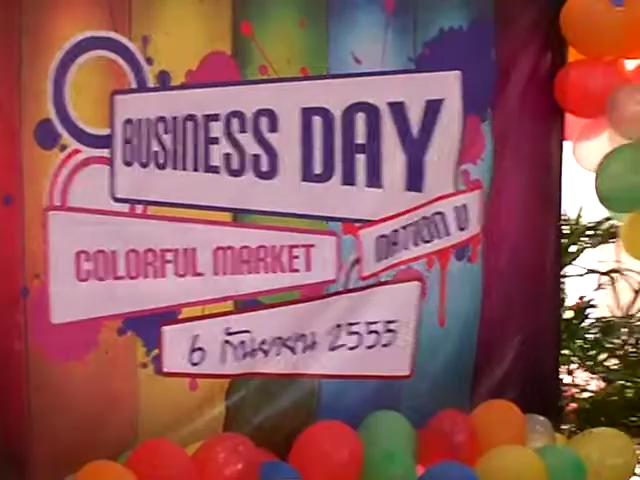 BUSINESS DAY
COLORFUL MARKET
NATION U
6 กันยายน 2555